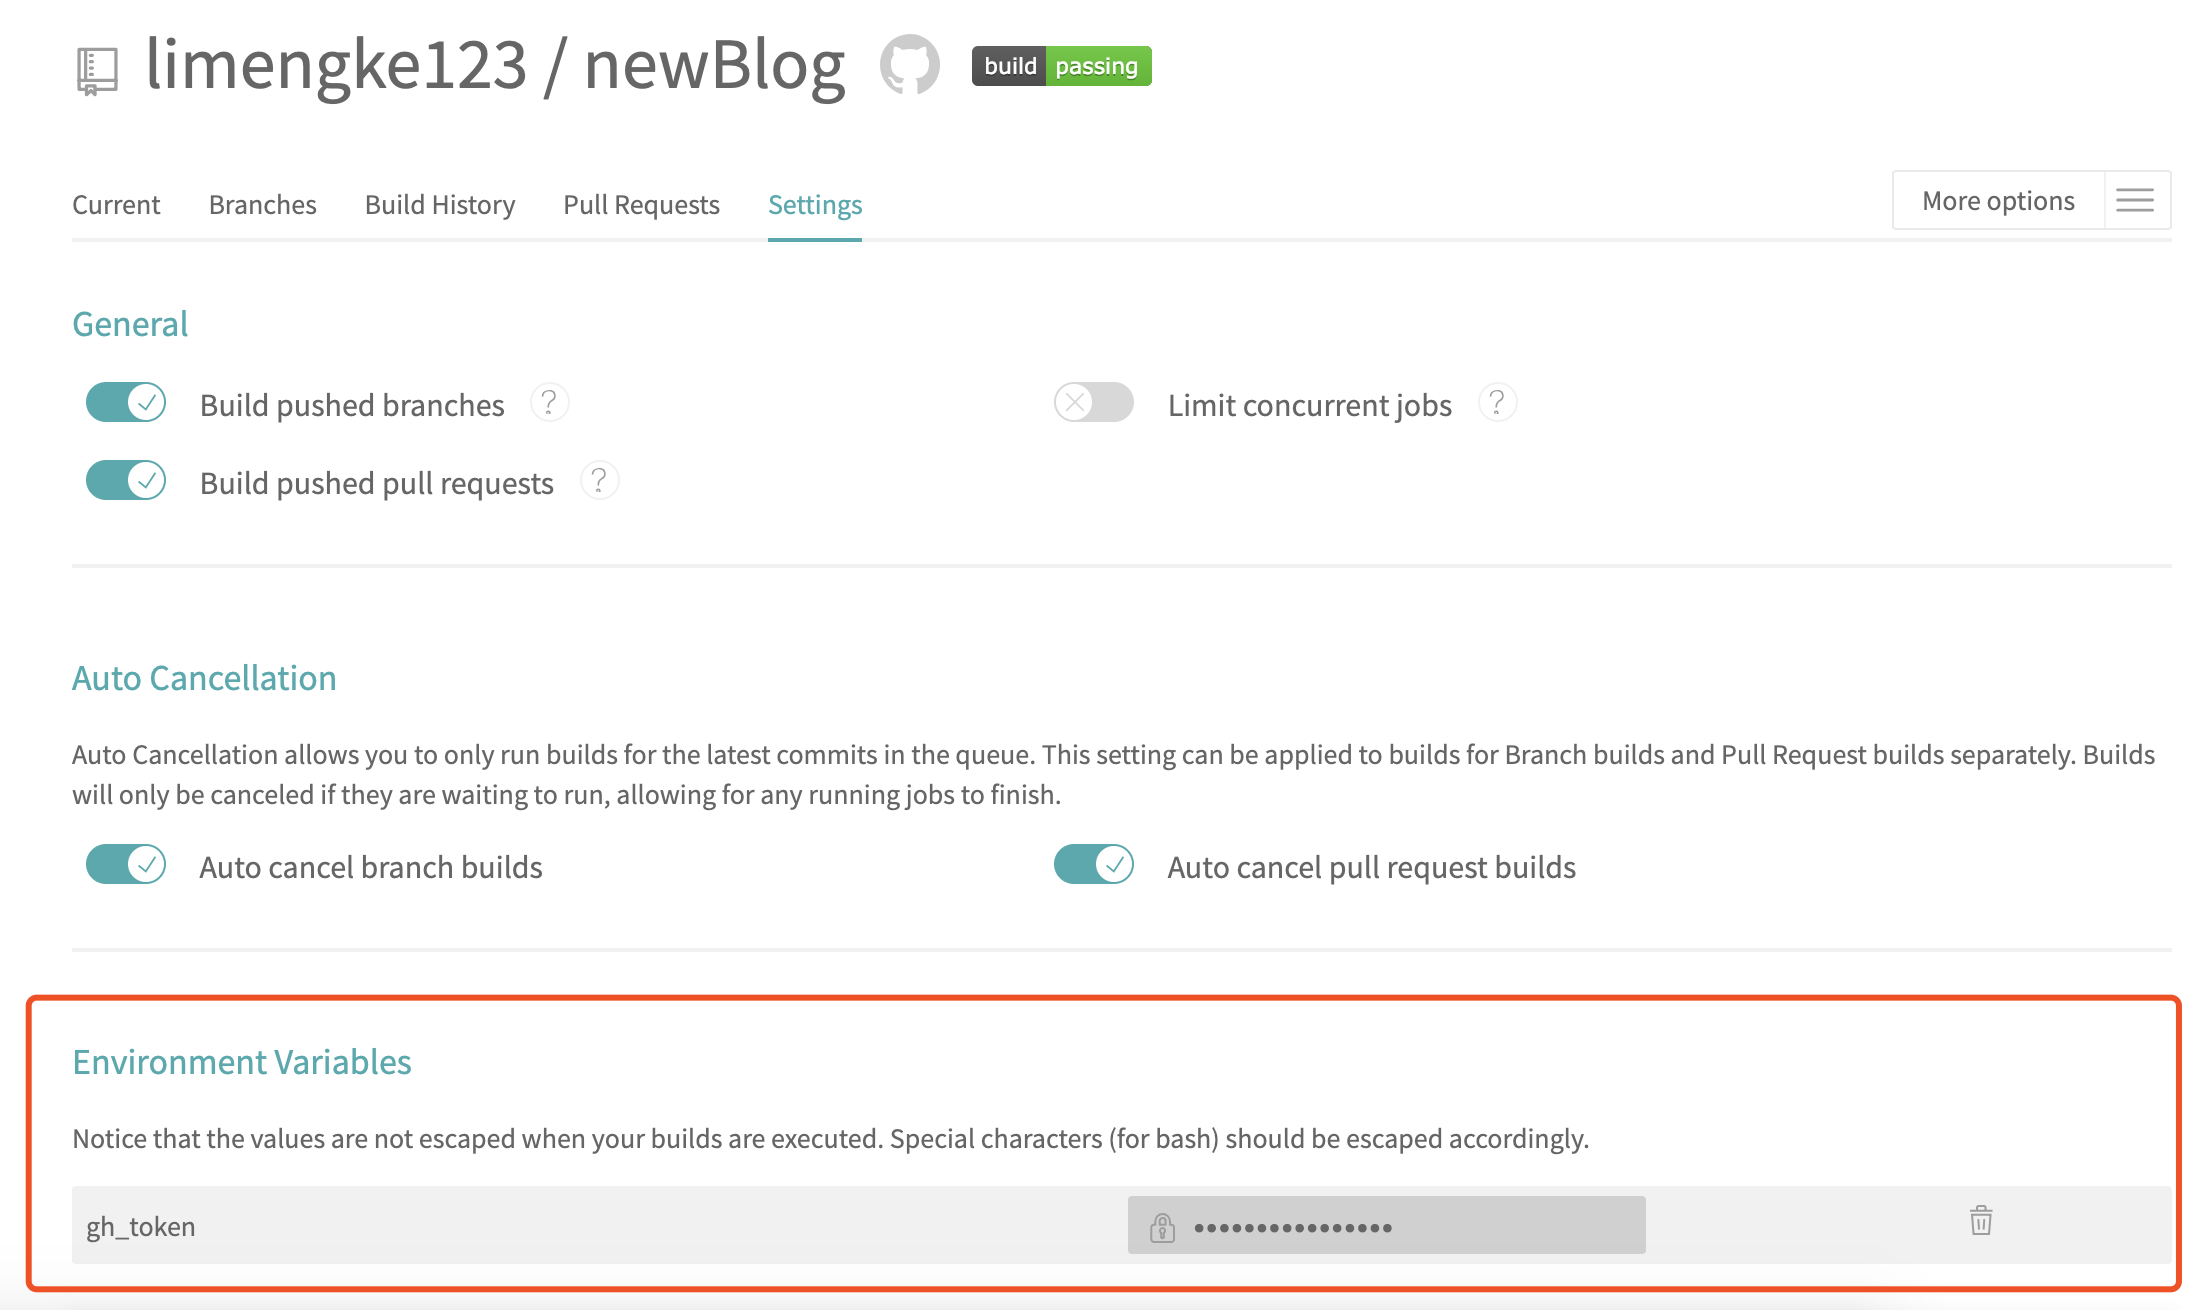 limengke123 / newBlog
build passing
Current Branches Build History Pull Requests Settings More options
General
Build pushed branches ? Limit concurrent jobs ?
Build pushed pull requests ?
Auto Cancellation
Auto Cancellation allows you to only run builds for the latest commits in the queue. This setting can be applied to builds for Branch builds and Pull Request builds separately. Builds
will only be canceled if they are waiting to run, allowing for any running jobs to finish.
Auto cancel branch builds Auto cancel pull request builds
Environment Variables
Notice that the values are not escaped when your builds are executed. Special characters (for bash) should be escaped accordingly.
gh_token ••••••••••••••••